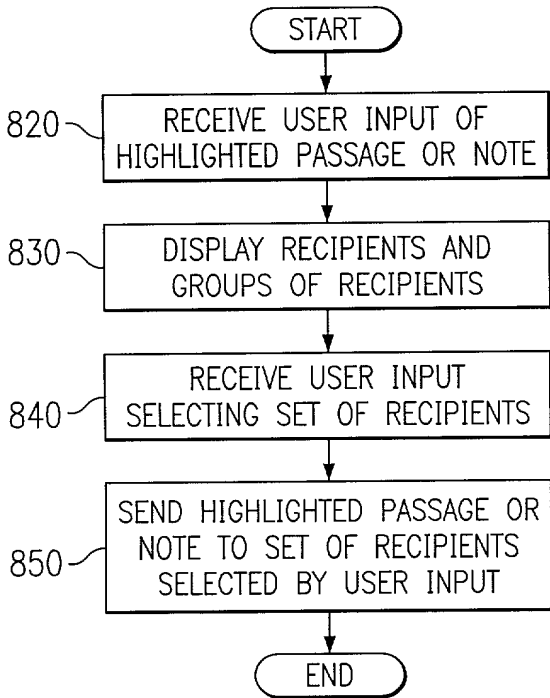 START
820
RECEIVE USER INPUT OF
HIGHLIGHTED PASSAGE OR NOTE
830
DISPLAY RECIPIENTS AND
GROUPS OF RECIPIENTS
840
RECEIVE USER INPUT
SELECTING SET OF RECIPIENTS
850
SEND HIGHLIGHTED PASSAGE OR
NOTE TO SET OF RECIPIENTS
SELECTED BY USER INPUT
END